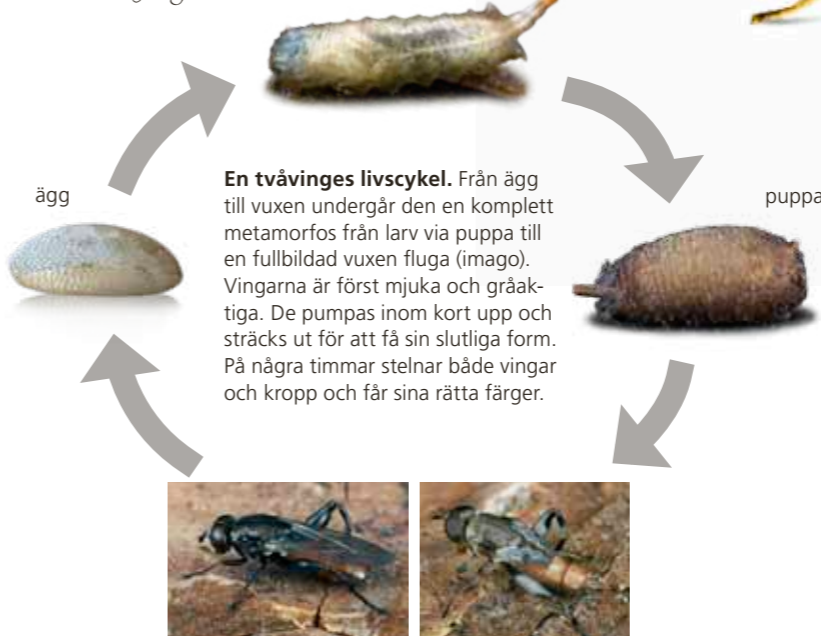 ägg
En tvåvinges livscykel. Från ägg
till vuxen undergår den en komplett
metamorfos från larv via puppa till
en fullbildad vuxen fluga (imago).
Vingarna är först mjuka och gråak-
tiga. De pumpas inom kort upp och
sträcks ut för att få sin slutliga form.
På några timmar stelnar både vingar
och kropp och får sina rätta färger.
puppa